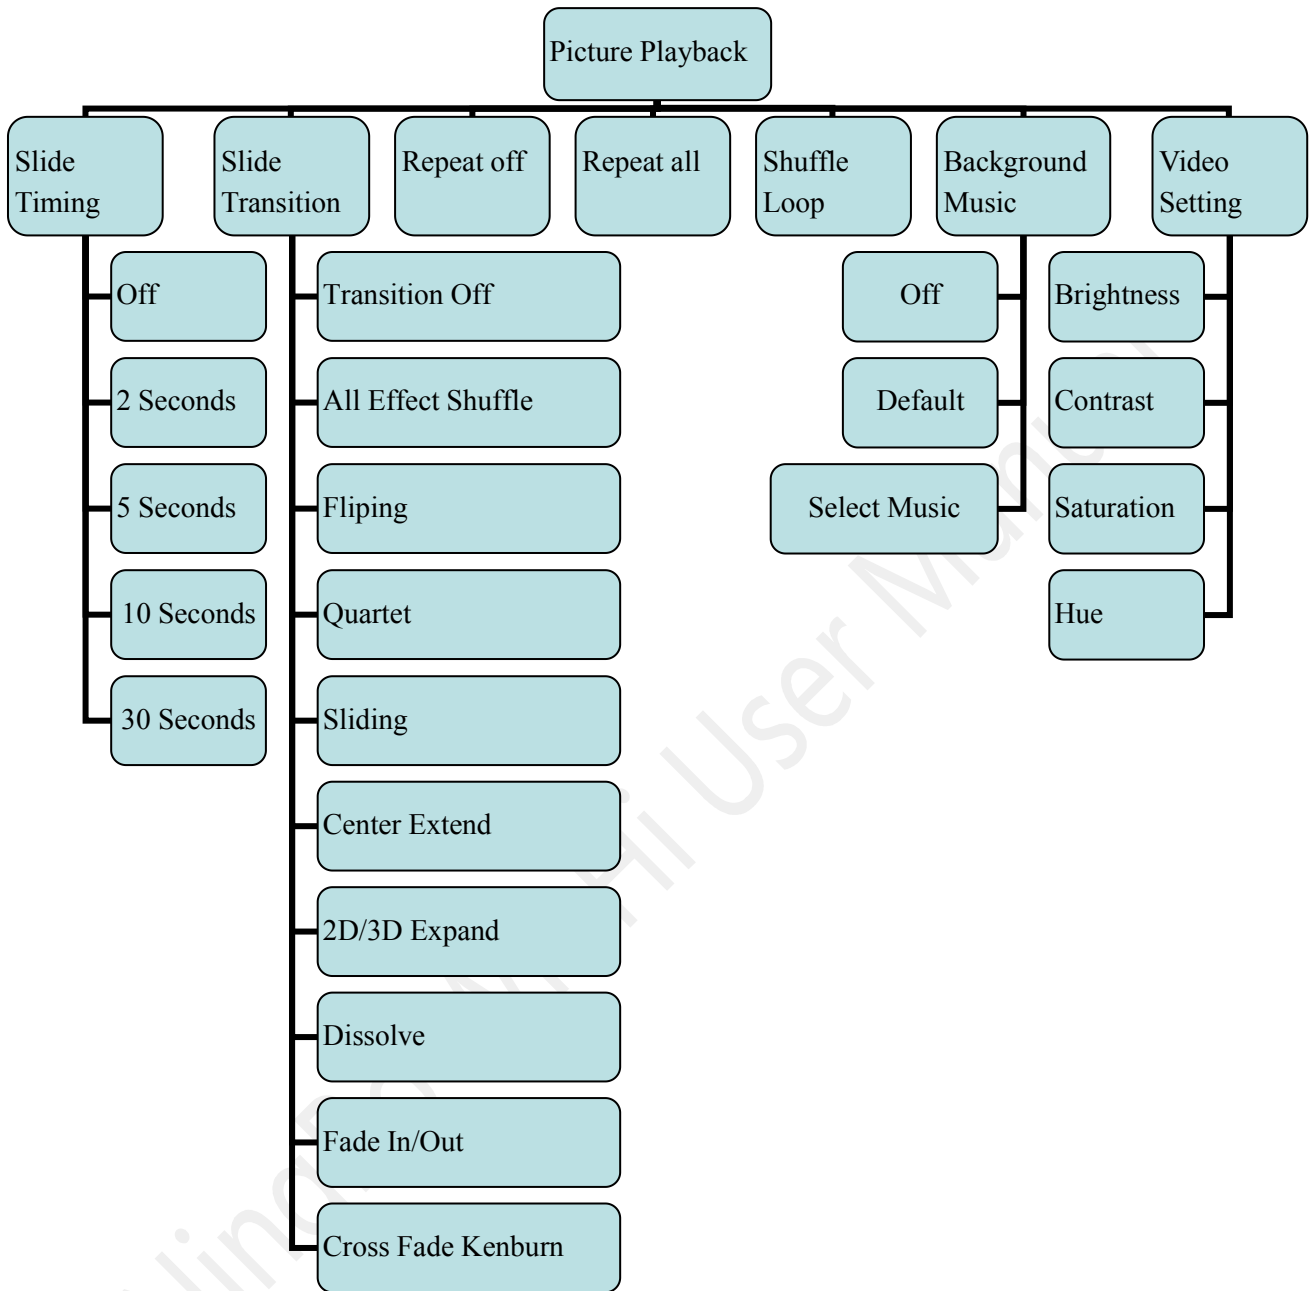 Picture Playback
Slide
Timing
Slide
Transition
Repeat off
Repeat all
Shuffle
Loop
Background
Music
Video
Setting
Off
2 Seconds
5 Seconds
10 Seconds
30 Seconds
Transition Off
All Effect Shuffle
Fliping
Quartet
Sliding
Center Extend
2D/3D Expand
Dissolve
Fade In/Out
Cross Fade Kenburn
Off
Default
Select Music
Brightness
Contrast
Saturation
Hue
Hi User